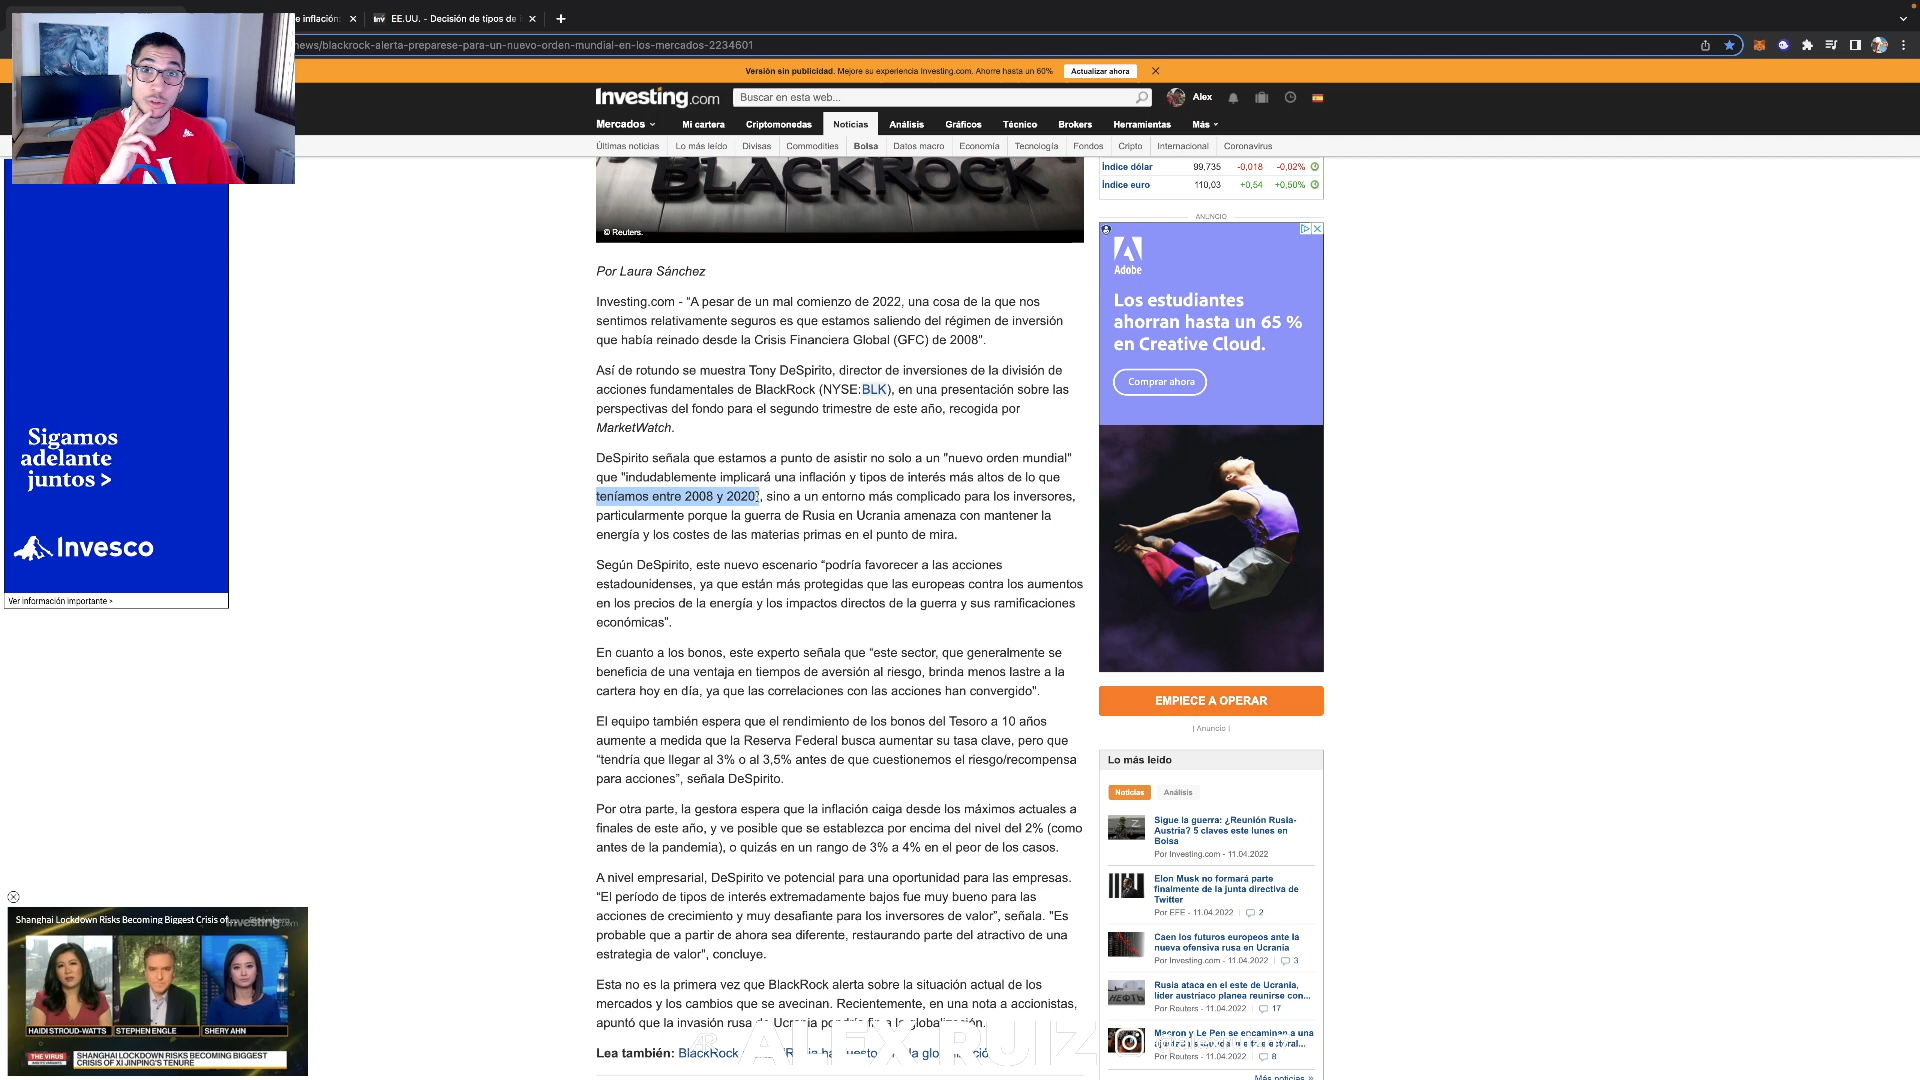 e inflación:
inv EE.UU. - Decisión de tipos de i
news/blackrock-alerta-preparese-para-un-nuevo-orden-mundial-en-los-mercados-2234601
Versión sin publicidad. Mejore su experiencia Investing.com. Ahorre hasta un 60%
Actualizar ahora
Investing.com
Buscar en esta web...
Alex
Mercados
Mi cartera
Criptomonedas
Noticias
Análisis
Gráficos
Técnico
Brokers
Herramientas
Más
Últimas noticias
Lo más leído
Divisas
Commodities
Bolsa
Datos macro
Economía
Tecnología
Fondos
Cripto
Internacional
Coronavirus
BLACKROCK
© Reuters.
Por Laura Sánchez
Investing.com - "A pesar de un mal comienzo de 2022, una cosa de la que nos
sentimos relativamente seguros es que estamos saliendo del régimen de inversión
que había reinado desde la Crisis Financiera Global (GFC) de 2008".
Así de rotundo se muestra Tony DeSpirito, director de inversiones de la división de
acciones fundamentales de BlackRock (NYSE:BLK), en una presentación sobre las
perspectivas del fondo para el segundo trimestre de este año, recogida por
MarketWatch.
DeSpirito señala que estamos a punto de asistir no solo a un "nuevo orden mundial"
que "indudablemente implicará una inflación y tipos de interés más altos de lo que
teníamos entre 2008 y 2020", sino a un entorno más complicado para los inversores,
particularmente porque la guerra de Rusia en Ucrania amenaza con mantener la
energía y los costes de las materias primas en el punto de mira.
Según DeSpirito, este nuevo escenario "podría favorecer a las acciones
estadounidenses, ya que están más protegidas que las europeas contra los aumentos
en los precios de la energía y los impactos directos de la guerra y sus ramificaciones
económicas".
En cuanto a los bonos, este experto señala que "este sector, que generalmente se
beneficia de una ventaja en tiempos de aversión al riesgo, brinda menos lastre a la
cartera hoy en día, ya que las correlaciones con las acciones han convergido".
El equipo también espera que el rendimiento de los bonos del Tesoro a 10 años
aumente a medida que la Reserva Federal busca aumentar su tasa clave, pero que
"tendría que llegar al 3% o al 3,5% antes de que cuestionemos el riesgo/recompensa
para acciones", señala DeSpirito.
Por otra parte, la gestora espera que la inflación caiga desde los máximos actuales a
finales de este año, y ve posible que se establezca por encima del nivel del 2% (como
antes de la pandemia), o quizás en un rango de 3% a 4% en el peor de los casos.
A nivel empresarial, DeSpirito ve potencial para una oportunidad para las empresas.
"El período de tipos de interés extremadamente bajos fue muy bueno para las
acciones de crecimiento y muy desafiante para los inversores de valor", señala. "Es
probable que a partir de ahora sea diferente, restaurando parte del atractivo de una
estrategia de valor", concluye.
Esta no es la primera vez que BlackRock alerta sobre la situación actual de los
mercados y los cambios que se avecinan. Recientemente, en una nota a accionistas,
apuntó que la invasión rusa de Ucrania pondría fin a la globalización.
Lea también: BlackRock
ALEX RUIZ
Índice dólar 99,735 -0,018 -0,02%
Índice euro 110,03 +0,54 +0,50%
ANUNCIO
Adobe
Los estudiantes
ahorran hasta un 65 %
en Creative Cloud.
Comprar ahora
EMPIECE A OPERAR
| Anuncio |
Lo más leído
Noticias
Análisis
Sigue la guerra: ¿Reunión Rusia-
Austria? 5 claves este lunes en
Bolsa
Por Investing.com - 11.04.2022
Elon Musk no formará parte
finalmente de la junta directiva de
Twitter
Por EFE - 11.04.2022 | 2
Caen los futuros europeos ante la
nueva ofensiva rusa en Ucrania
Por Investing.com - 11.04.2022 | 3
Rusia ataca en el este de Ucrania,
líder austríaco planea reunirse con...
Por Reuters - 11.04.2022 | 17
Macron y Le Pen se encaminan a una
Por Reuters - 11.04.2022 | 8
Más noticias »
Sigamos
adelante
juntos >
Invesco
Ver información importante >
Shanghai Lockdown Risks Becoming Biggest Crisis of...
Investing.com
HAIDI STROUD-WATTS
STEPHEN ENGLE
SHERY AHN
THE VIRUS
SHANGHAI LOCKDOWN RISKS BECOMING BIGGEST
CRISIS OF XI JINPING'S TENURE